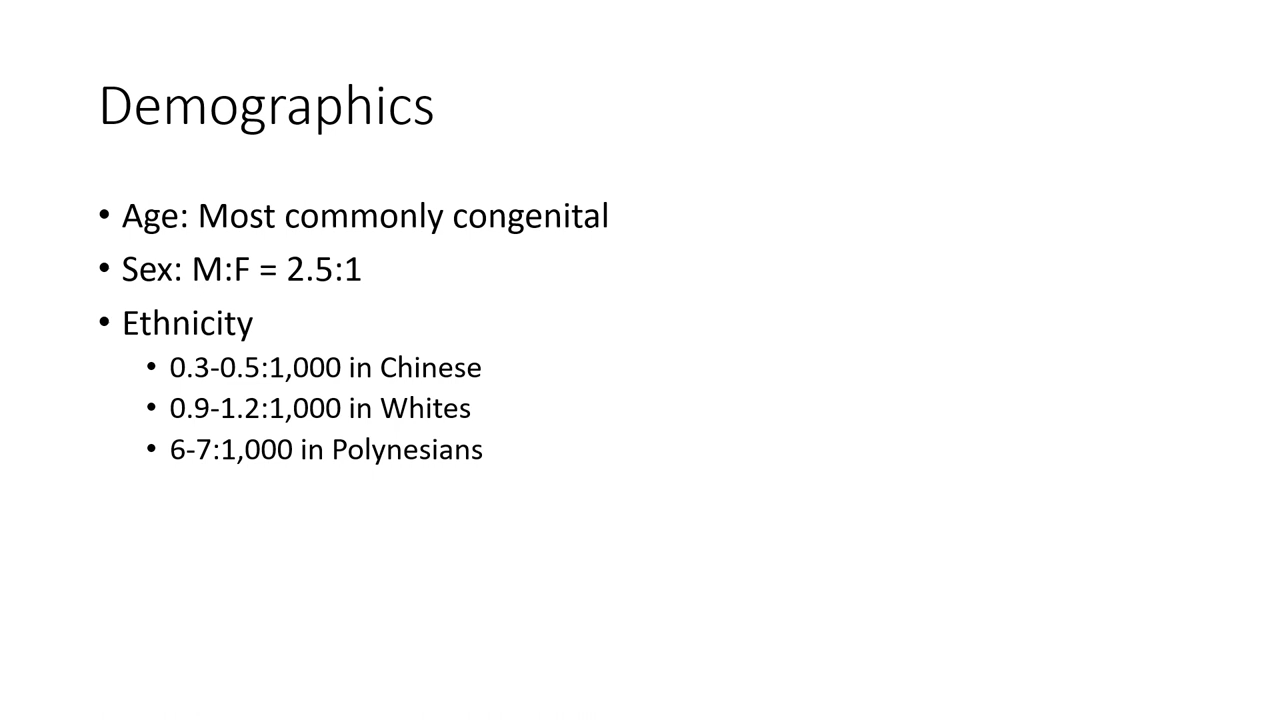 Demographics
• Age: Most commonly congenital
• Sex: M:F = 2.5:1
• Ethnicity
• 0.3-0.5:1,000 in Chinese
• 0.9-1.2:1,000 in Whites
• 6-7:1,000 in Polynesians